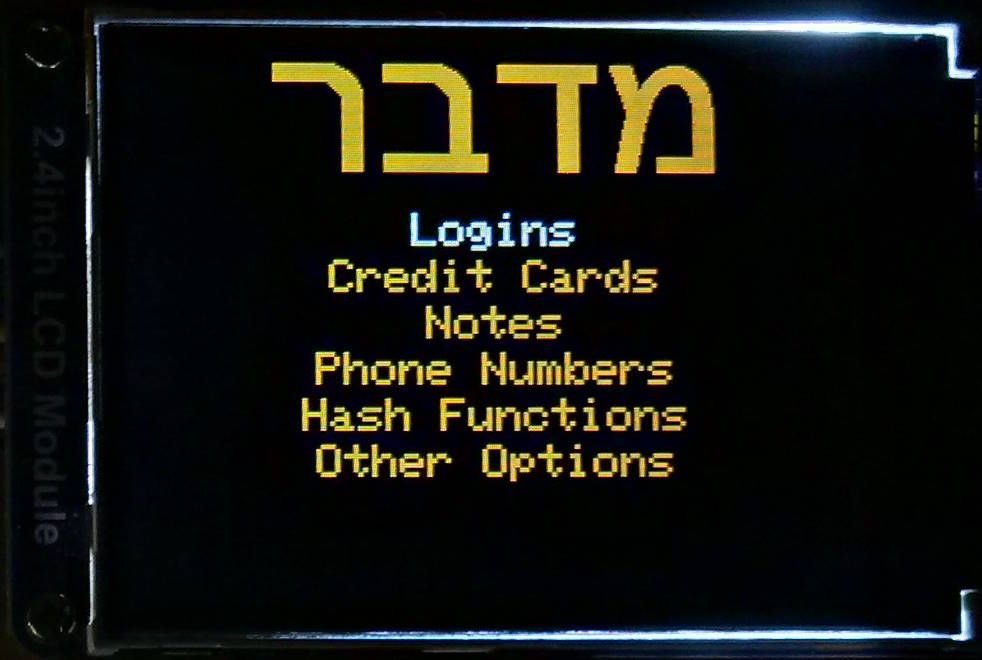 מדבר
Logins
Credit Cards
Notes
Phone Numbers
Hash Functions
Other Options
2.4inch LCD Module